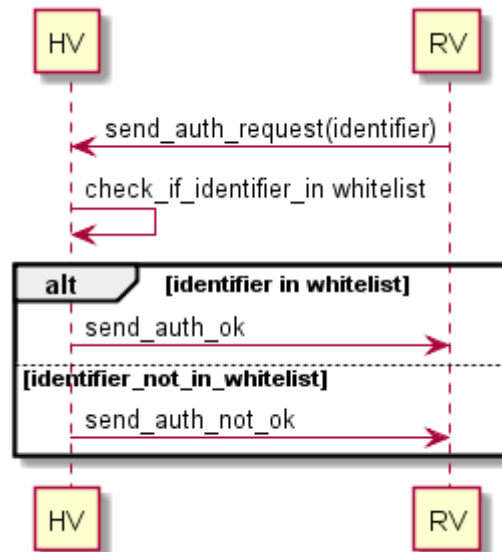 HV RV
send_auth_request(identifier)
check_if_identifier_in whitelist
alt [identifier in whitelist]
send_auth_ok
[identifier_not_in_whitelist]
send_auth_not_ok
HV RV